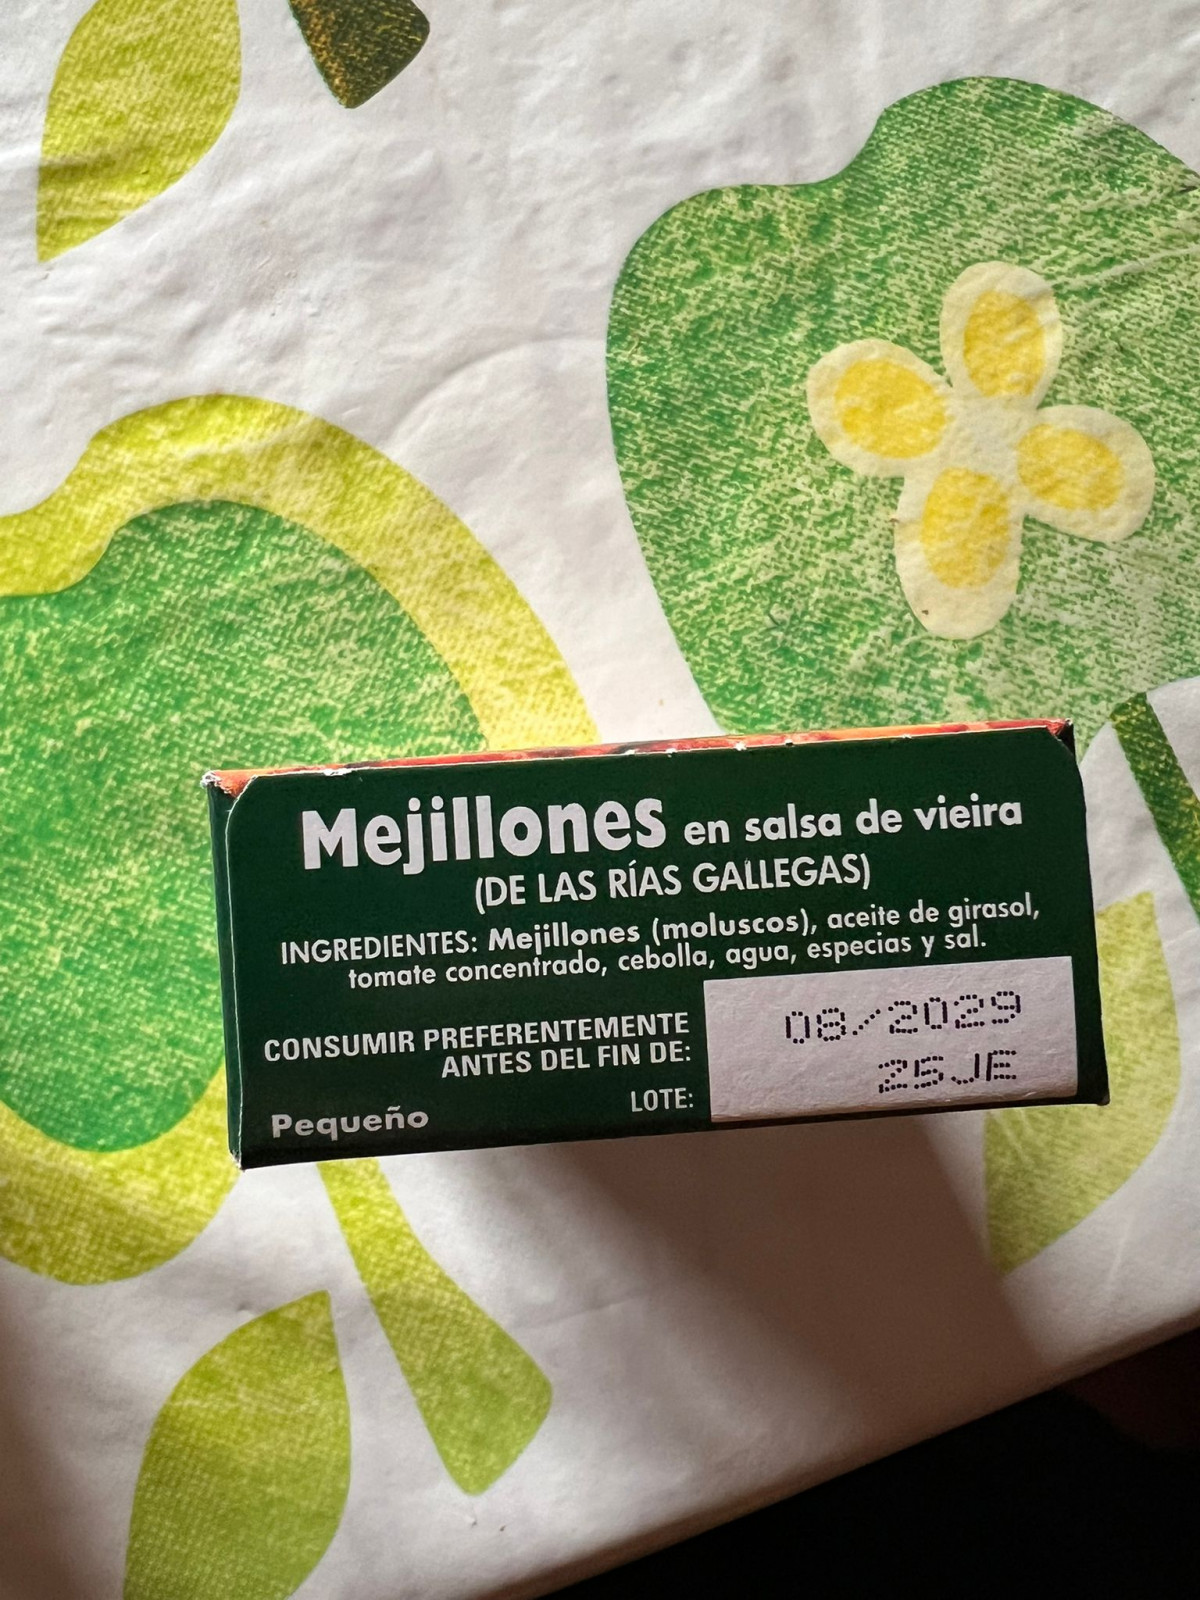 Mejillones en salsa de vieira
(DE LAS RÍAS GALLEGAS)
INGREDIENTES: Mejillones (moluscos), aceite de girasol,
tomate concentrado, cebolla, agua, especias y sal.
CONSUMIR PREFERENTEMENTE
ANTES DEL FIN DE:
08/2029
LOTE:
25JE
Pequeño